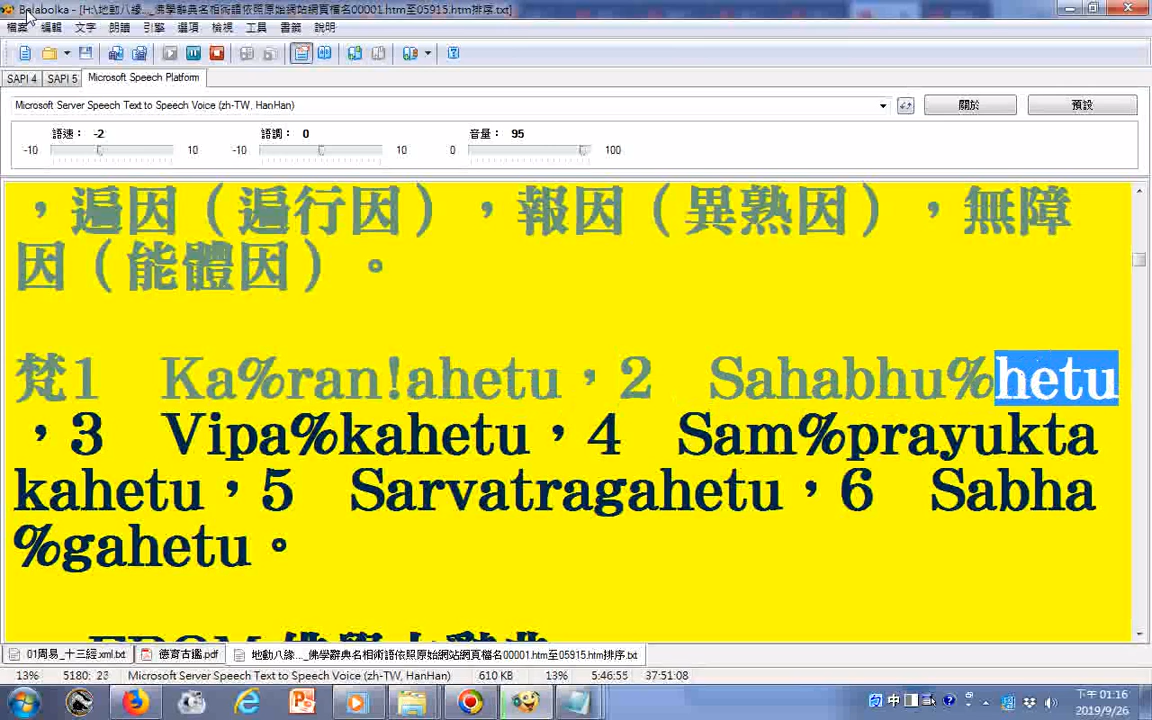 Balabolka - [H:\地動八緣..._佛學辭典名相術語依照原始網站網頁檔名00001.htm至05915.htm排序.txt]
檔案 編輯 文字 朗讀 引擎 選項 檢視 工具 書籤 說明
SAPI 4 SAPI 5 Microsoft Speech Platform
Microsoft Server Speech Text to Speech Voice (zh-TW, HanHan) 關於 預設
語速： -2 語調： 0 音量： 95
-10 10 -10 10 0 100
，遍因（遍行因），報因（異熟因），無障
因（能體因）。
梵1　Ka%ran!ahetu，2　Sahabhu%hetu
，3　Vipa%kahetu，4　Sam%prayukta
kahetu，5　Sarvatragahetu，6　Sabha
%gahetu。
FROM 佛學大辭典
01周易_十三經.xml.txt 德育古鑑.pdf 地動八緣..._佛學辭典名相術語依照原始網站網頁檔名00001.htm至05915.htm排序.txt
13% 5180: 23 Microsoft Server Speech Text to Speech Voice (zh-TW, HanHan) 13% 610 KB 5:46:55 37:51:08
中 下午 01:16
2019/9/26